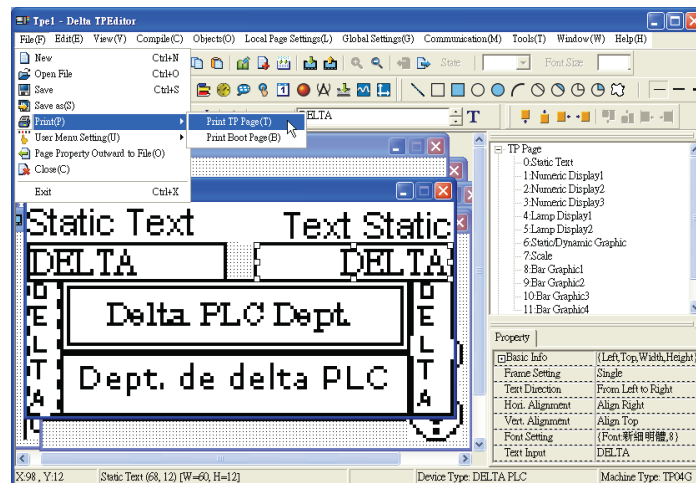 Tpe1 - Delta TPEditor
File(F) Edit(E) View(V) Compile(C) Objects(O) Local Page Settings(L) Global Settings(G) Communication(M) Tools(T) Window(W) Help(H)
New Ctrl+N
Open File Ctrl+O
Save Ctrl+S
Save as(S)
Print(P)
User Menu Setting(U)
Page Property Outward to File(O)
Close(C)
Exit Ctrl+X
Print TP Page(T)
Print Boot Page(B)
State
Font Size
DELTA
T
Static Text Text Static
DELTA DELTA
DELTA
Delta PLC Dept.
Dept. de delta PLC
DELTA
TP Page
0:Static Text
1:Numeric Display1
2:Numeric Display2
3:Numeric Display3
4:Lamp Display1
5:Lamp Display2
6:Static/Dynamic Graphic
7:Scale
8:Bar Graphic1
9:Bar Graphic2
10:Bar Graphic3
11:Bar Graphic4
Property
Basic Info {Left,Top,Width,Height}
Frame Setting Single
Text Direction From Left to Right
Hori. Alignment Align Right
Vert. Alignment Align Top
Font Setting {Font:新細明體,8}
Text Input DELTA
X:98 , Y:12 Static Text (68, 12) [W=60, H=12] Device Type: DELTA PLC Machine Type: TP04G